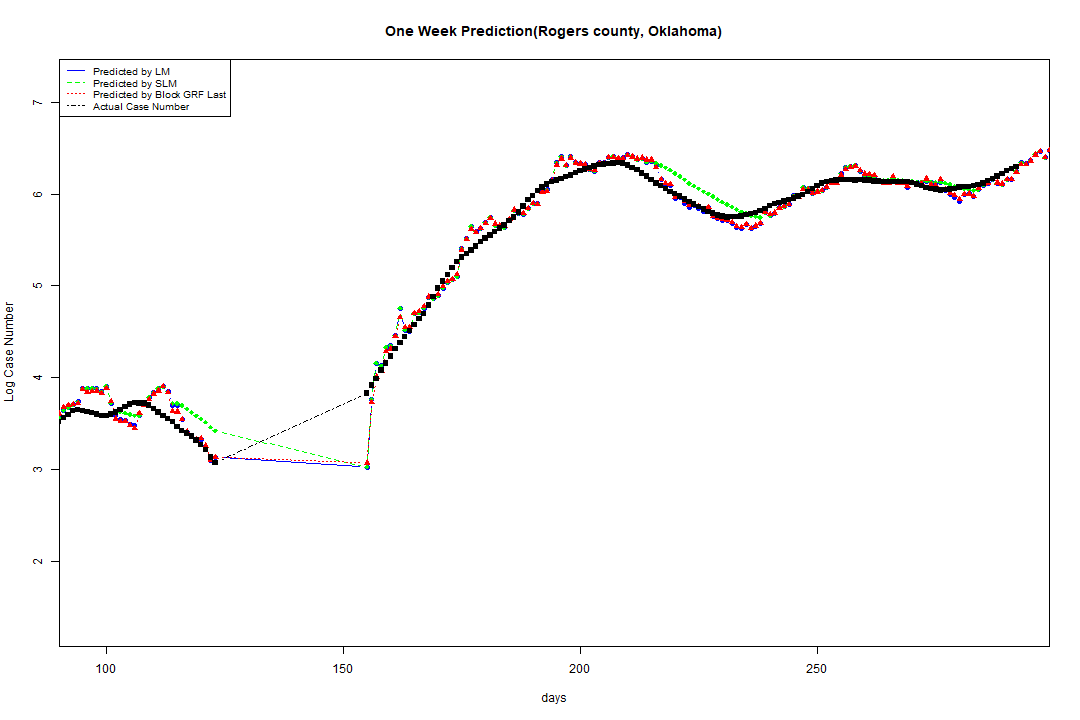 One Week Prediction(Rogers county, Oklahoma)
Predicted by LM
Predicted by SLM
Predicted by Block GRF Last
Actual Case Number
7
6
5
4
3
2
Log Case Number
100 150 200 250
days